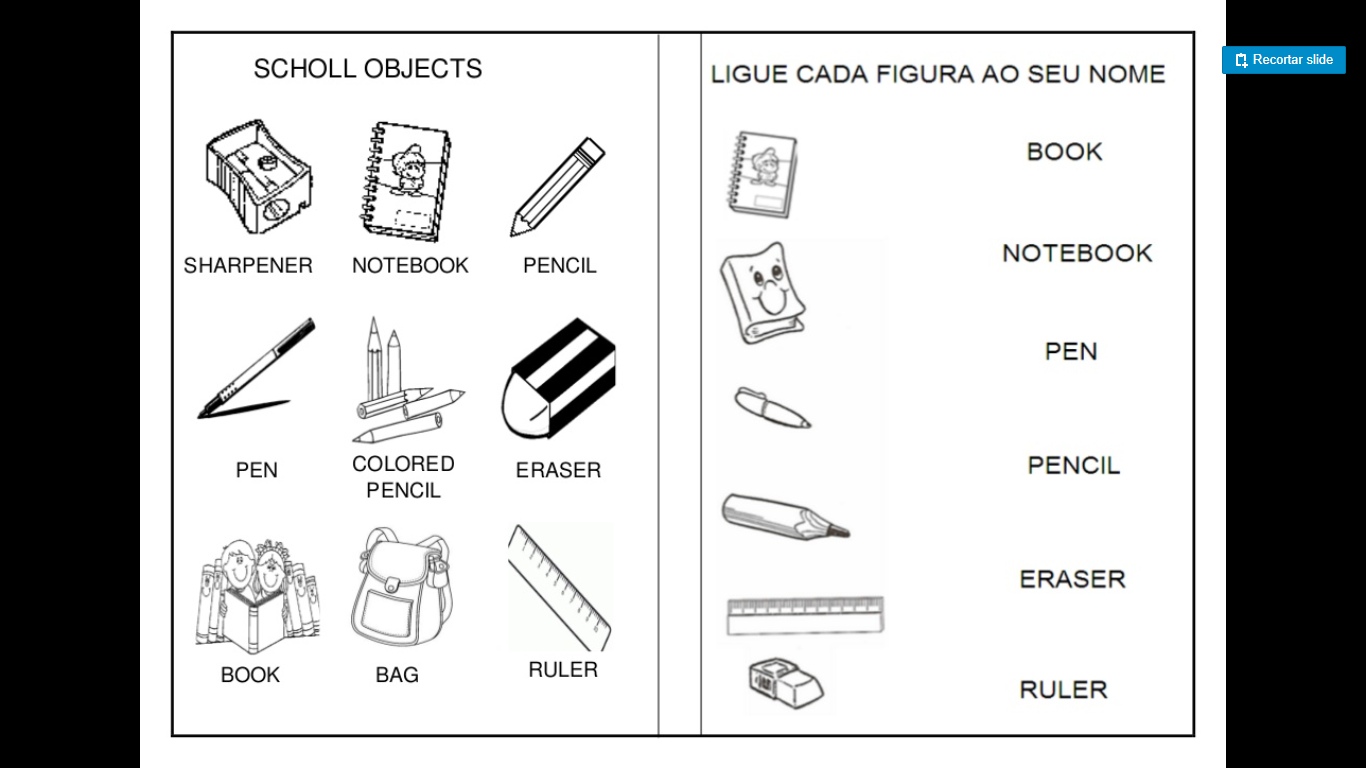 SCHOLL OBJECTS
SHARPENER
NOTEBOOK
PENCIL
PEN
COLORED
PENCIL
ERASER
BOOK
BAG
RULER
LIGUE CADA FIGURA AO SEU NOME
BOOK
NOTEBOOK
PEN
PENCIL
ERASER
RULER
Recortar slide